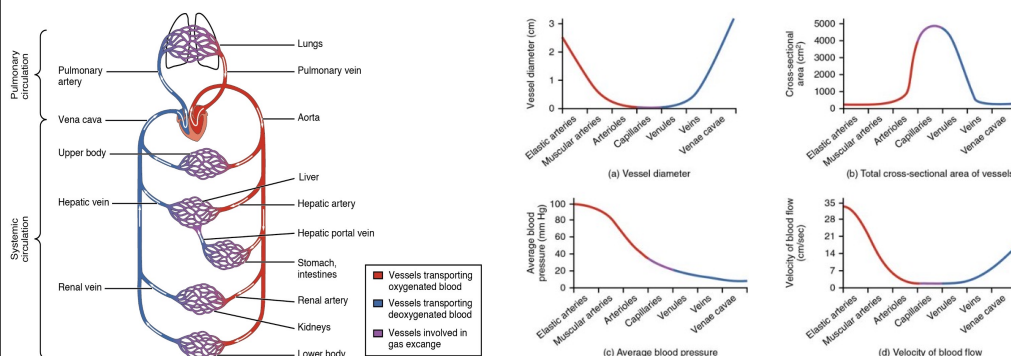 Pulmonary
circulation
Systemic
circulation
Lungs
Pulmonary
artery
Pulmonary vein
Vena cava
Aorta
Upper body
Liver
Hepatic vein
Hepatic artery
Hepatic portal vein
Stomach,
intestines
Renal vein
Renal artery
Kidneys
Lower body
Vessels transporting
oxygenated blood
Vessels transporting
deoxygenated blood
Vessels involved in
gas excange
Vessel diameter (cm)
3
2
1
0
Elastic arteries
Muscular arteries
Arterioles
Capillaries
Venules
Veins
Venae cavae
(a) Vessel diameter
Cross-sectional
area (cm²)
5000
4000
3000
2000
1000
0
Elastic arteries
Muscular arteries
Arterioles
Capillaries
Venules
Veins
Venae cavae
(b) Total cross-sectional area of vessels
Average blood
pressure (mm Hg)
100
80
60
40
20
0
Elastic arteries
Muscular arteries
Arterioles
Capillaries
Venules
Veins
Venae cavae
(c) Average blood pressure
Velocity of blood flow
(cm/sec)
35
28
21
14
7
0
Elastic arteries
Muscular arteries
Arterioles
Capillaries
Venules
Veins
Venae cavae
(d) Velocity of blood flow